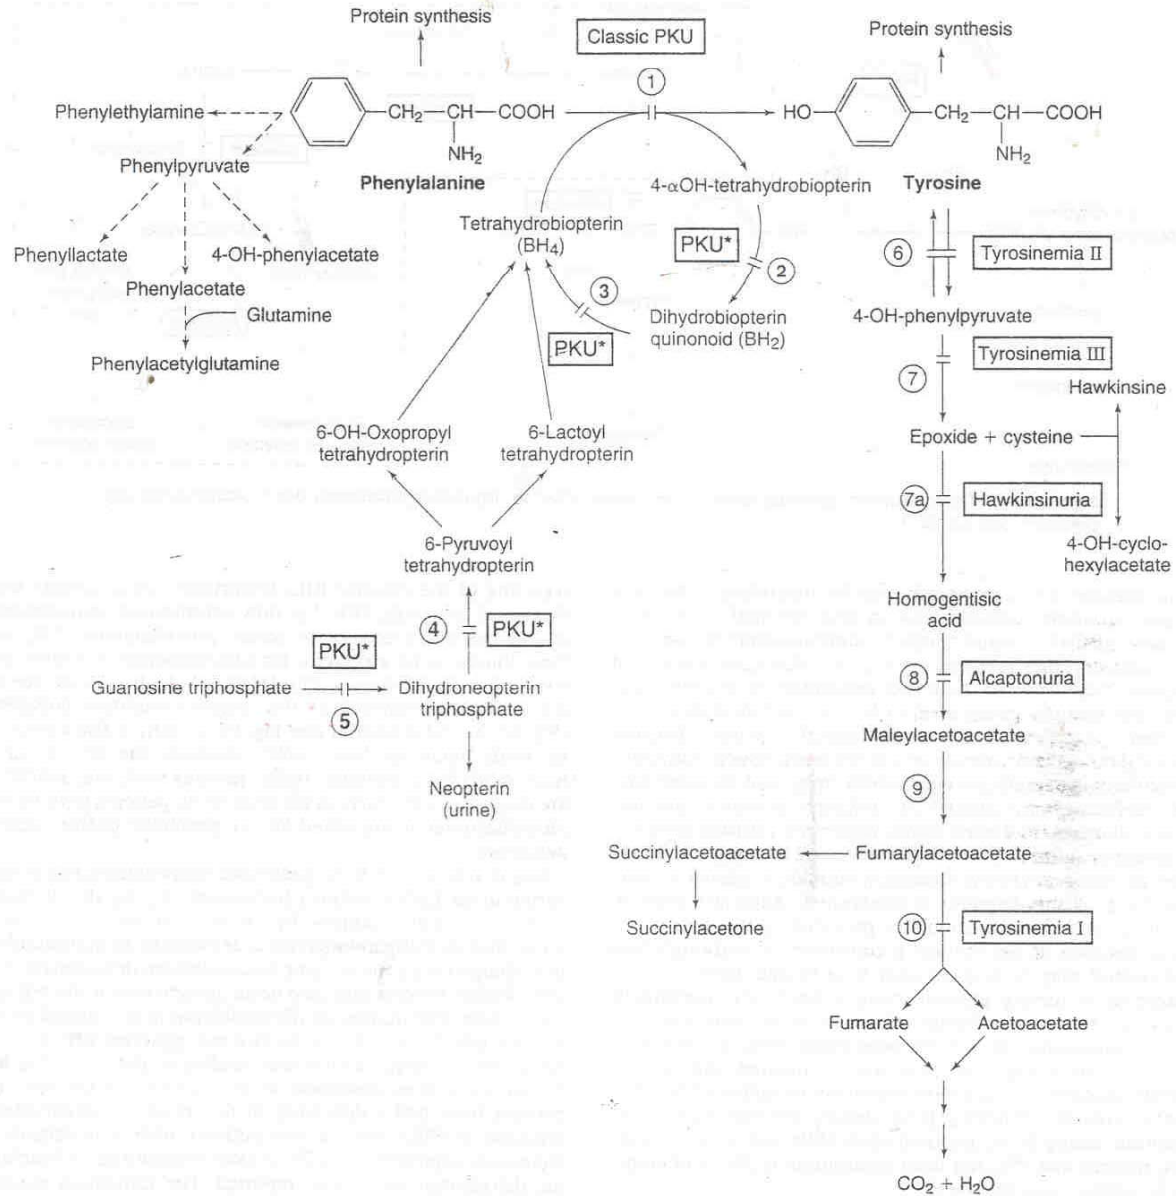 Protein synthesis
Classic PKU
Protein synthesis
1
Phenylethylamine
CH₂—CH—COOH
NH₂
Phenylalanine
HO
CH₂—CH—COOH
NH₂
Tyrosine
Phenylpyruvate
Phenyllactate
4-OH-phenylacetate
Phenylacetate
Glutamine
Phenylacetylglutamine
4-αOH-tetrahydrobiopterin
Tetrahydrobiopterin
(BH₄)
PKU*
2
3
PKU*
Dihydrobiopterin
quinonoid (BH₂)
6
Tyrosinemia II
4-OH-phenylpyruvate
7
Tyrosinemia III
Hawkinsine
6-OH-Oxopropyl
tetrahydropterin
6-Lactoyl
tetrahydropterin
Epoxide + cysteine
7a
Hawkinsinuria
4-OH-cyclo-
hexylacetate
6-Pyruvoyl
tetrahydropterin
Homogentisic
acid
4
PKU*
PKU*
Guanosine triphosphate
5
Dihydroneopterin
triphosphate
8
Alcaptonuria
Maleylacetoacetate
Neopterin
(urine)
9
Succinylacetoacetate
Fumarylacetoacetate
Succinylacetone
10
Tyrosinemia I
Fumarate
Acetoacetate
CO₂ + H₂O